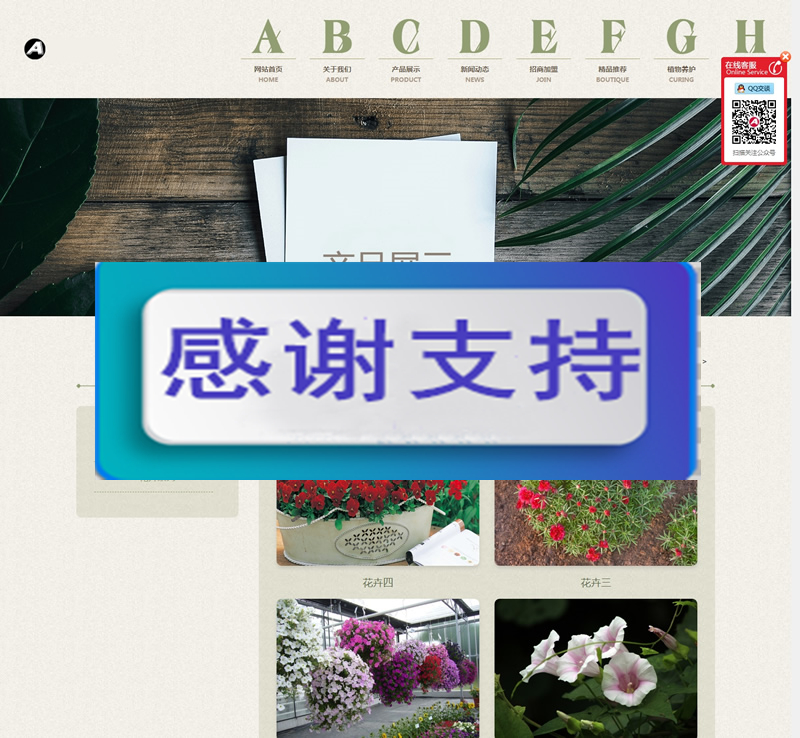 A B C D E F G H
网站首页 关于我们 产品展示 新闻动态 招商加盟 精品推荐 植物养护
HOME ABOUT PRODUCT NEWS JOIN BOUTIQUE CURING
在线客服
Online Service
QQ交谈
扫描关注公众号
感谢支持
>
花卉四 花卉三